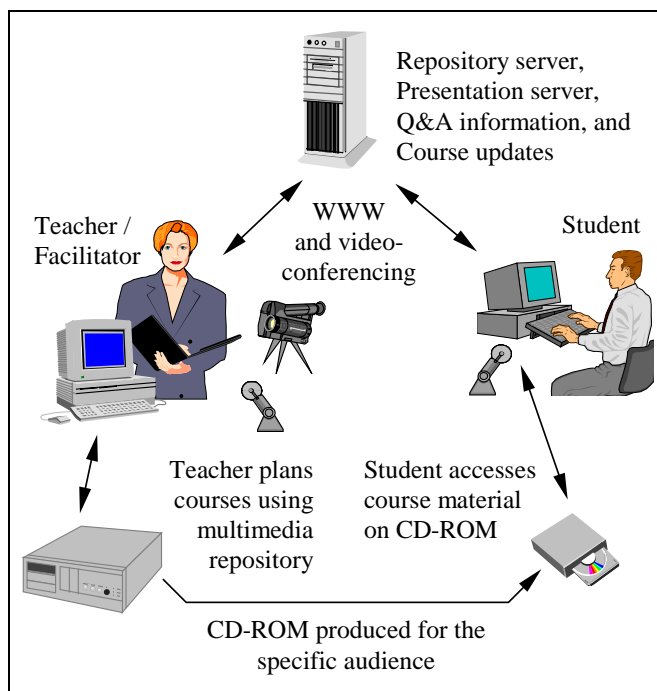 Repository server,
Presentation server,
Q&A information, and
Course updates
Teacher /
Facilitator
WWW
and video-
conferencing
Student
Teacher plans
courses using
multimedia
repository
Student accesses
course material
on CD-ROM
CD-ROM produced for the
specific audience